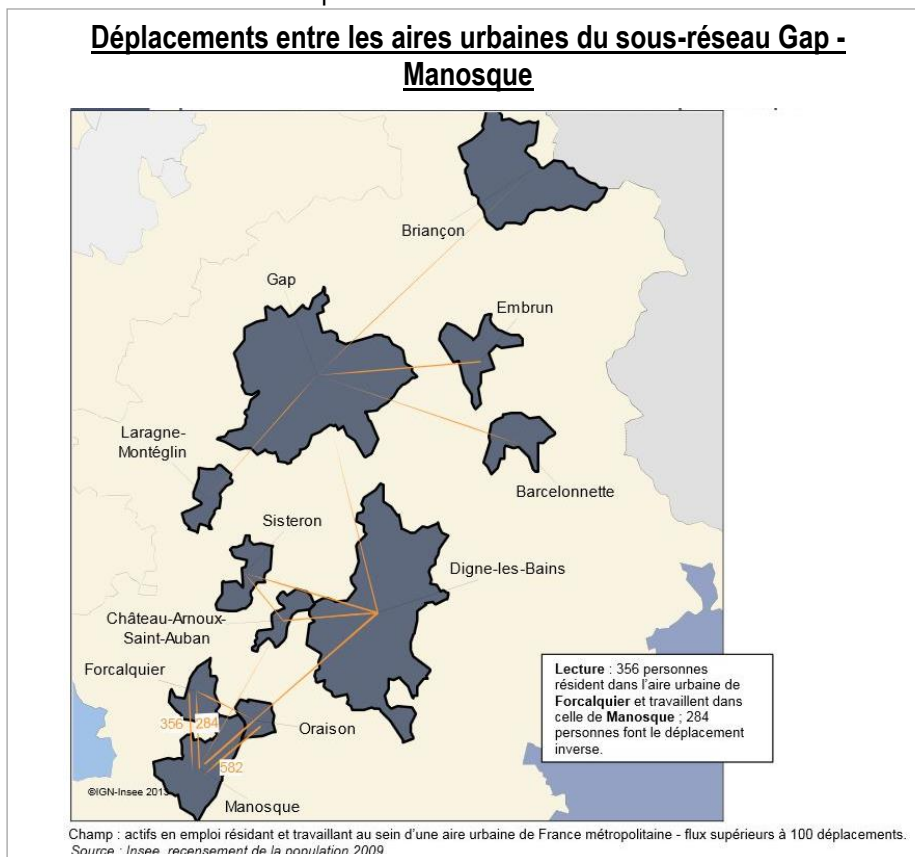 Déplacements entre les aires urbaines du sous-réseau Gap -
Manosque
Briançon
Gap
Embrun
Laragne-
Montéglin
Barcelonnette
Sisteron
Digne-les-Bains
Château-Arnoux-
Saint-Auban
Forcalquier
356
284
Oraison
582
Manosque
©IGN-Insee 2013
Lecture : 356 personnes
résident dans l'aire urbaine de
Forcalquier et travaillent dans
celle de Manosque ; 284
personnes font le déplacement
inverse.
Champ : actifs en emploi résidant et travaillant au sein d'une aire urbaine de France métropolitaine - flux supérieurs à 100 déplacements.
Source : Insee, recensement de la population 2009